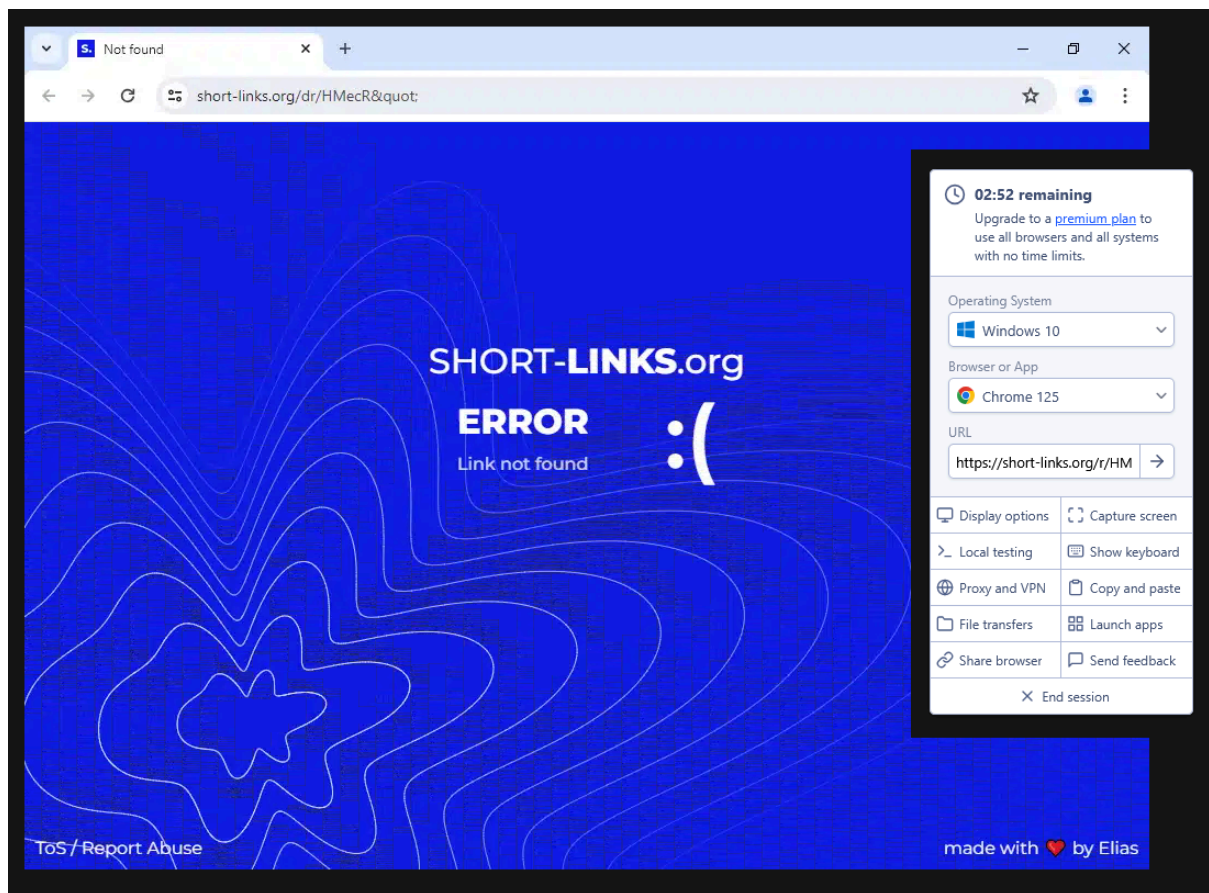 S. Not found
short-links.org/dr/HMecR&quot;
02:52 remaining
Upgrade to a premium plan to
use all browsers and all systems
with no time limits.
Operating System
Windows 10
Browser or App
Chrome 125
URL
https://short-links.org/r/HM
Display options Capture screen
Local testing Show keyboard
Proxy and VPN Copy and paste
File transfers Launch apps
Share browser Send feedback
End session
SHORT-LINKS.org
ERROR :(
Link not found
ToS / Report Abuse
made with ❤ by Elias